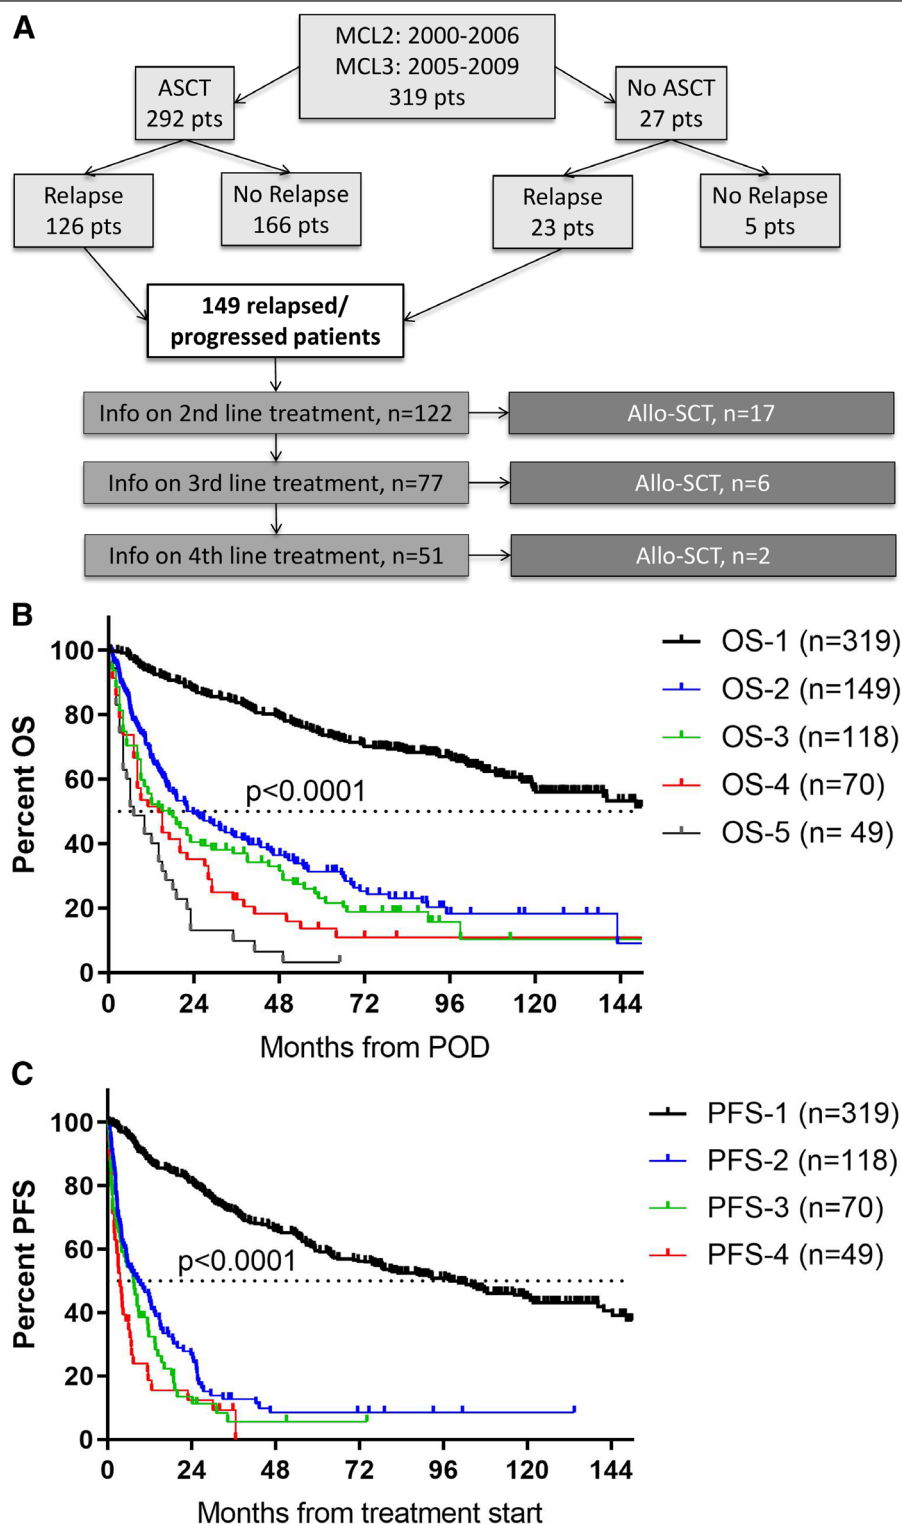 A
MCL2: 2000-2006
MCL3: 2005-2009
319 pts
ASCT
292 pts
No ASCT
27 pts
Relapse
126 pts
No Relapse
166 pts
Relapse
23 pts
No Relapse
5 pts
149 relapsed/
progressed patients
Info on 2nd line treatment, n=122
Allo-SCT, n=17
Info on 3rd line treatment, n=77
Allo-SCT, n=6
Info on 4th line treatment, n=51
Allo-SCT, n=2
B
Percent OS
100
80
60
40
20
0
p<0.0001
0 24 48 72 96 120 144
Months from POD
OS-1 (n=319)
OS-2 (n=149)
OS-3 (n=118)
OS-4 (n=70)
OS-5 (n= 49)
C
Percent PFS
100
80
60
40
20
0
p<0.0001
0 24 48 72 96 120 144
Months from treatment start
PFS-1 (n=319)
PFS-2 (n=118)
PFS-3 (n=70)
PFS-4 (n=49)